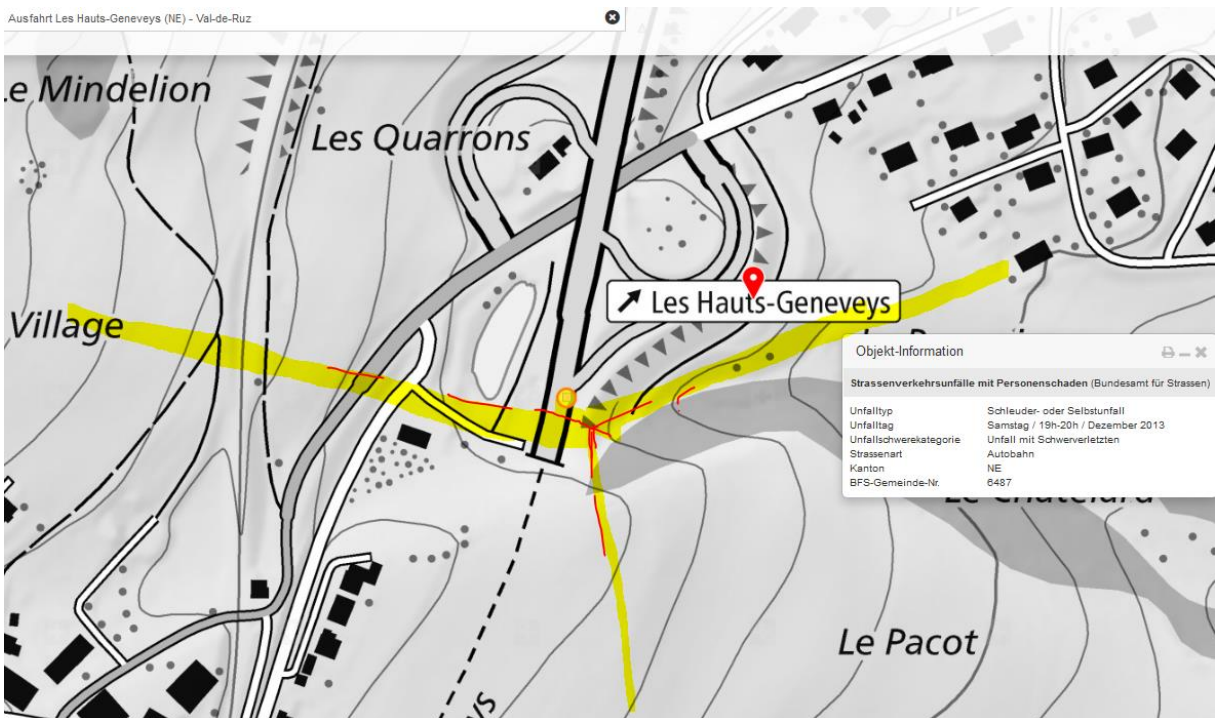 Ausfahrt Les Hauts-Geneveys (NE) - Val-de-Ruz
Le Mindelion
Les Quarrons
Les Hauts-Geneveys
Village
Objekt-Information
Strassenverkehrsunfälle mit Personenschaden (Bundesamt für Strassen)
Unfalltyp Schleuder- oder Selbstunfall
Unfalltag Samstag / 19h-20h / Dezember 2013
Unfallschwerekategorie Unfall mit Schwerverletzten
Strassenart Autobahn
Kanton NE
BFS-Gemeinde-Nr. 6487
Le Pacot